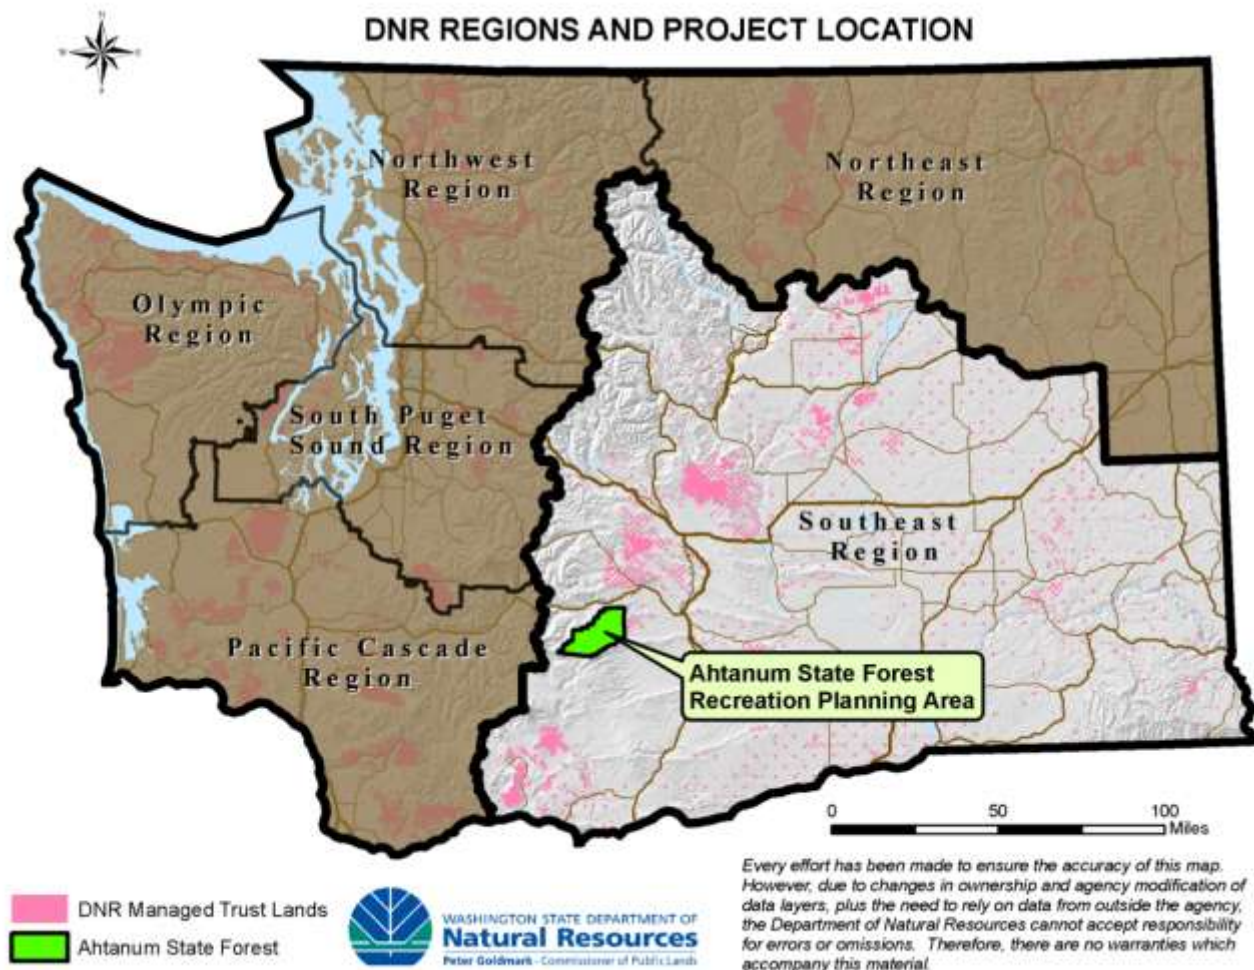 DNR REGIONS AND PROJECT LOCATION
Northwest
Region
Northeast
Region
Olympic
Region
South Puget
Sound Region
Southeast
Region
Pacific Cascade
Region
Ahtanum State Forest
Recreation Planning Area
0 50 100
Miles
DNR Managed Trust Lands
Ahtanum State Forest
WASHINGTON STATE DEPARTMENT OF
Natural Resources
Peter Goldmark - Commissioner of Public Lands
Every effort has been made to ensure the accuracy of this map.
However, due to changes in ownership and agency modification of
data layers, plus the need to rely on data from outside the agency,
the Department of Natural Resources cannot accept responsibility
for errors or omissions. Therefore, there are no warranties which
accompany this material.